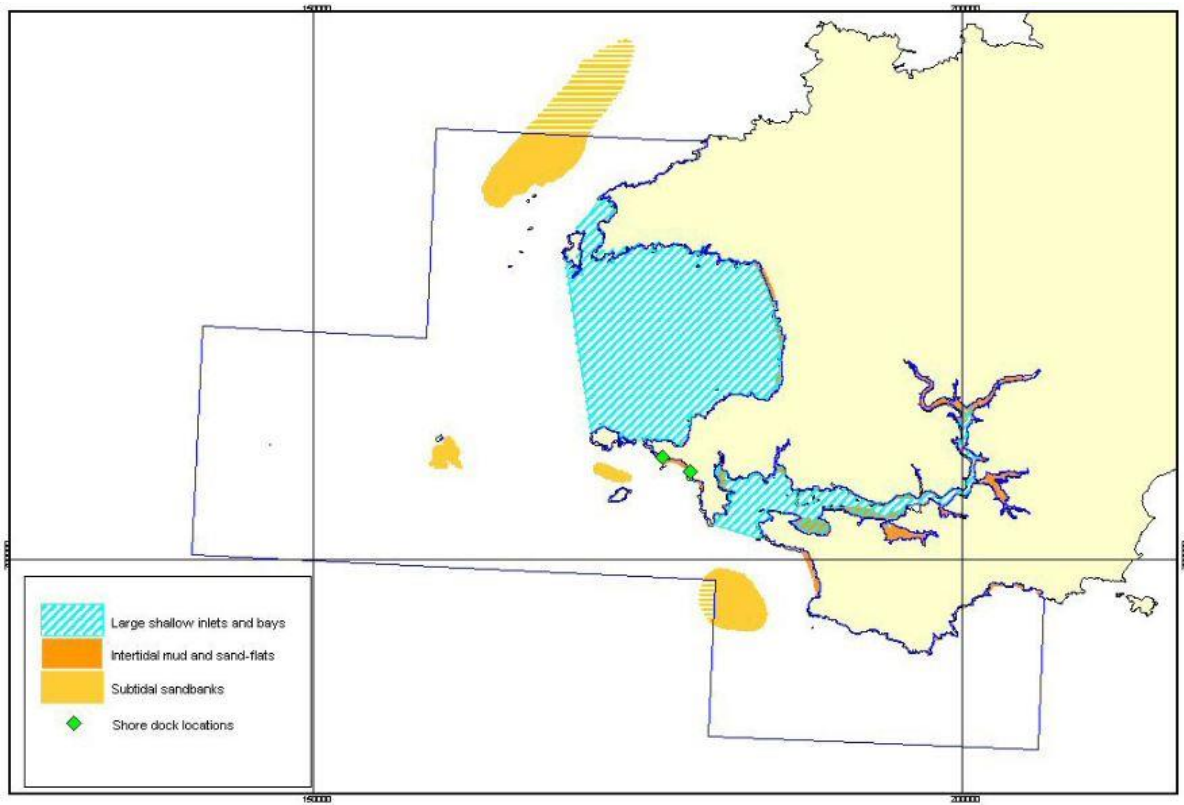 150000
200000
Large shallow inlets and bays
Intertidal mud and sand-flats
Subtidal sandbanks
Shore dock locations
150000
200000